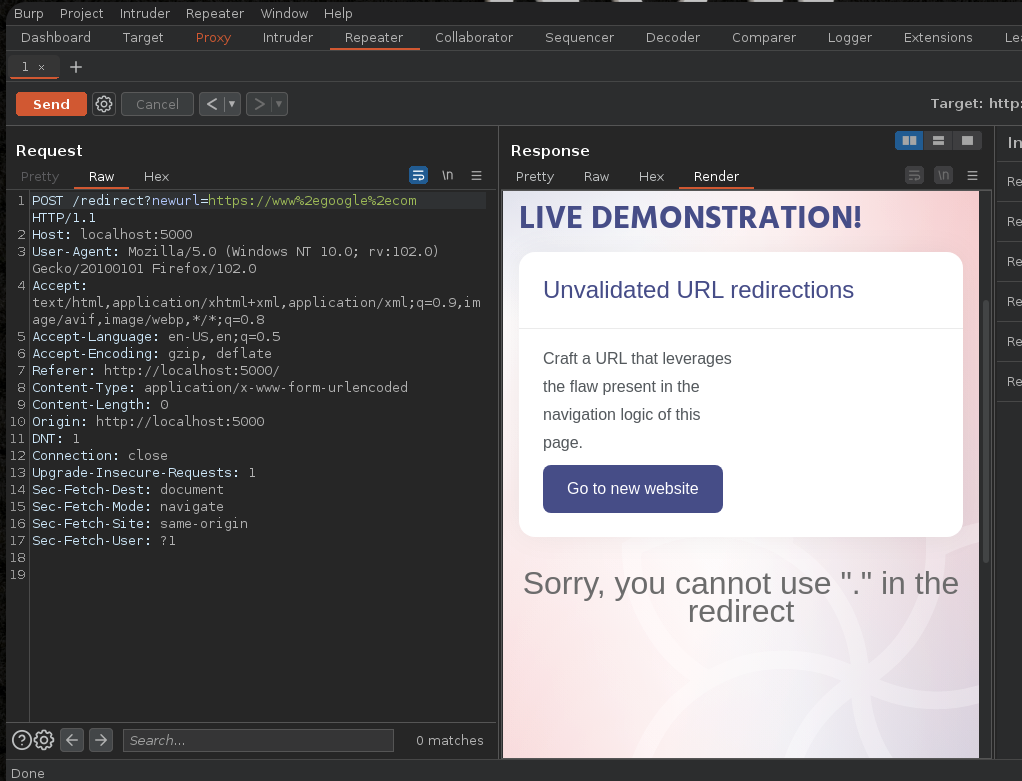 Burp Project Intruder Repeater Window Help
Dashboard Target Proxy Intruder Repeater Collaborator Sequencer Decoder Comparer Logger Extensions Le
1 × +
Send Cancel < ▾ > ▾ Target: http:
Request
Pretty Raw Hex \n ≡
1 POST /redirect?newurl=https://www%2egoogle%2ecom
HTTP/1.1
2 Host: localhost:5000
3 User-Agent: Mozilla/5.0 (Windows NT 10.0; rv:102.0)
Gecko/20100101 Firefox/102.0
4 Accept:
text/html,application/xhtml+xml,application/xml;q=0.9,im
age/avif,image/webp,*/*;q=0.8
5 Accept-Language: en-US,en;q=0.5
6 Accept-Encoding: gzip, deflate
7 Referer: http://localhost:5000/
8 Content-Type: application/x-www-form-urlencoded
9 Content-Length: 0
10 Origin: http://localhost:5000
11 DNT: 1
12 Connection: close
13 Upgrade-Insecure-Requests: 1
14 Sec-Fetch-Dest: document
15 Sec-Fetch-Mode: navigate
16 Sec-Fetch-Site: same-origin
17 Sec-Fetch-User: ?1
18
19
? Search... 0 matches
Done
Response
Pretty Raw Hex Render \n ≡
LIVE DEMONSTRATION!
Unvalidated URL redirections
Craft a URL that leverages
the flaw present in the
navigation logic of this
page.
Go to new website
Sorry, you cannot use "." in the
redirect
In
Re
Re
Re
Re
Re
Re